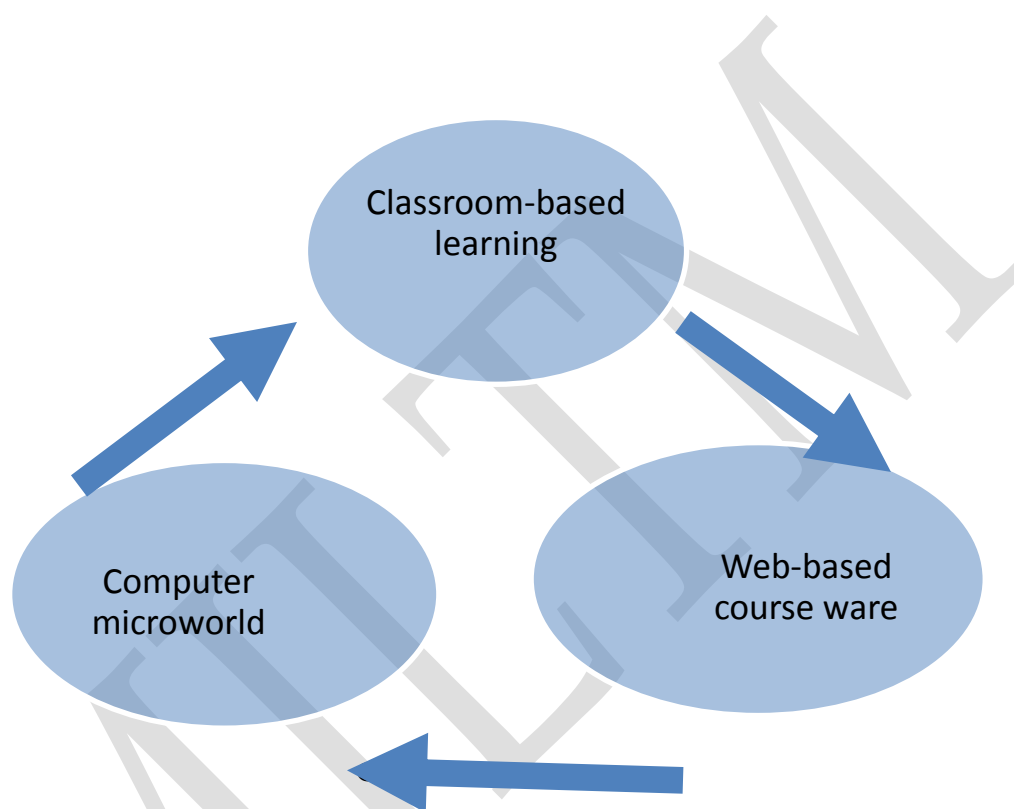 Classroom-based
learning
Computer
microworld
Web-based
course ware